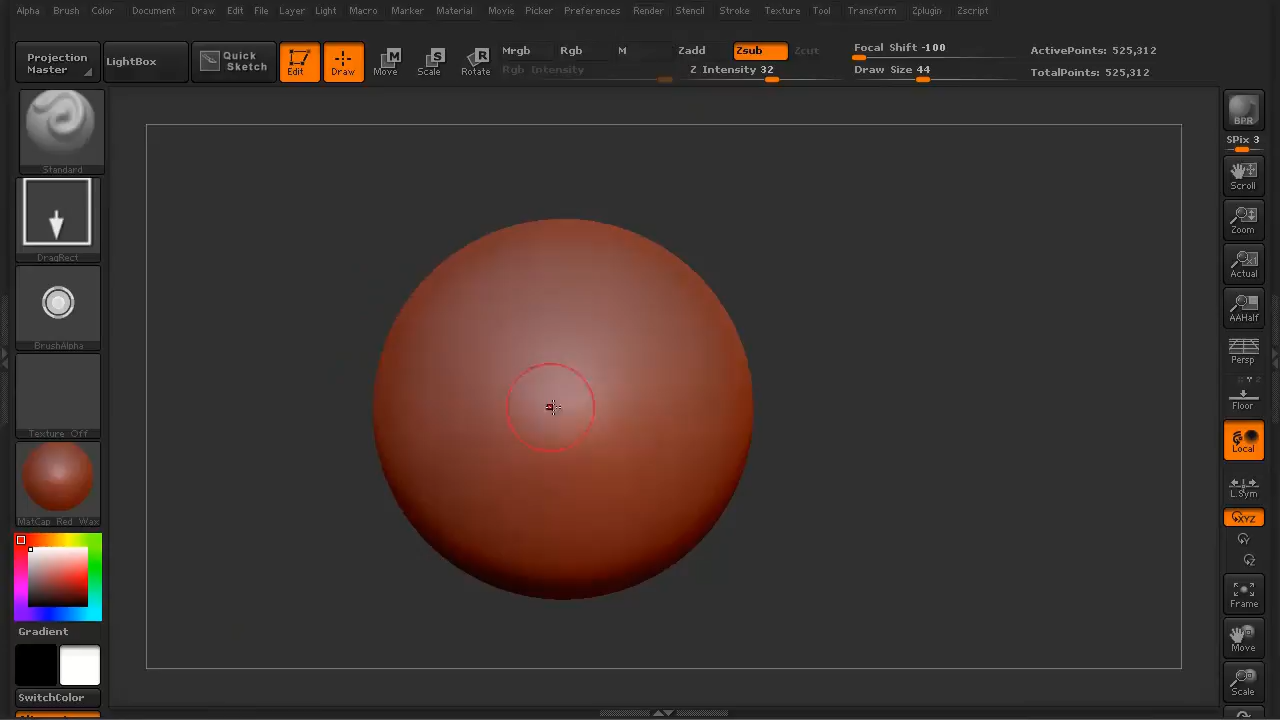 Alpha Brush Color Document Draw Edit File Layer Light Macro Marker Material Movie Picker Preferences Render Stencil Stroke Texture Tool Transform Zplugin Zscript
Projection Master
LightBox
Quick Sketch
Edit
Draw
Move
Scale
Rotate
Mrgb Rgb M Zadd Zsub Zcut
Rgb Intensity Z Intensity 32
Focal Shift -100
Draw Size 44
ActivePoints: 525,312
TotalPoints: 525,312
Standard
DragRect
BrushAlpha
Texture Off
MatCap Red Wax
Gradient
SwitchColor
BPR
SPix 3
Scroll
Zoom
Actual
AAHalf
Persp
Floor
Local
L.Sym
XYZ
Frame
Move
Scale